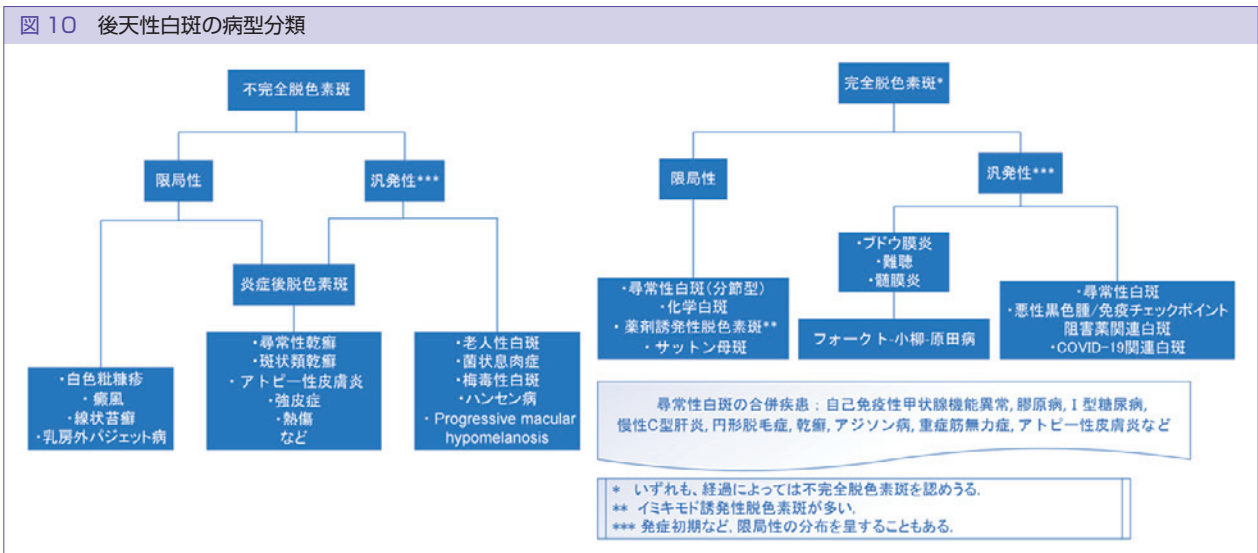 図 10 後天性白斑の病型分類
不完全脱色素斑
限局性
汎発性***
炎症後脱色素斑
・白色粃糠疹
・癜風
・線状苔癬
・乳房外パジェット病
・尋常性乾癬
・斑状類乾癬
・アトピー性皮膚炎
・強皮症
・熱傷
など
・老人性白斑
・菌状息肉症
・梅毒性白斑
・ハンセン病
・Progressive macular
hypomelanosis
完全脱色素斑*
限局性
汎発性***
・尋常性白斑(分節型)
・化学白斑
・薬剤誘発性脱色素斑**
・サットン母斑
・ブドウ膜炎
・難聴
・髄膜炎
フォークト-小柳-原田病
・尋常性白斑
・悪性黒色腫/免疫チェックポイント
阻害薬関連白斑
・COVID-19関連白斑
尋常性白斑の合併疾患；自己免疫性甲状腺機能異常, 膠原病, I 型糖尿病,
慢性C型肝炎, 円形脱毛症, 乾癬, アジソン病, 重症筋無力症, アトピー性皮膚炎など
* いずれも、経過によっては不完全脱色素斑を認めうる.
** イミキモド誘発性脱色素斑が多い.
*** 発症初期など, 限局性の分布を呈することもある.